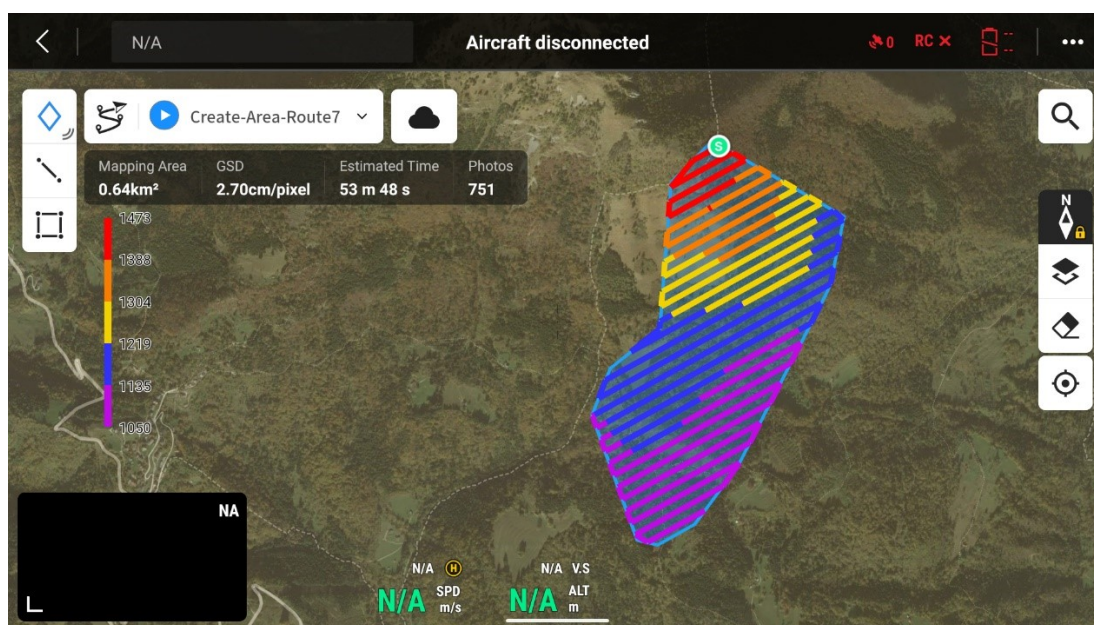 N/A
Aircraft disconnected
0
RC
--
--
Create-Area-Route7
Mapping Area GSD Estimated Time Photos
0.64km² 2.70cm/pixel 53 m 48 s 751
1473
1388
1304
1219
1135
1050
S
N
NA
N/A H
N/A SPD m/s
N/A V.S
N/A ALT m